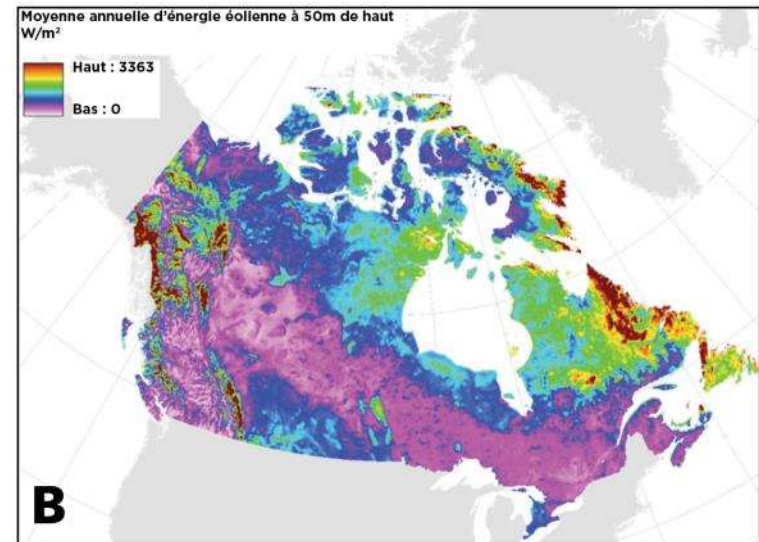 Moyenne annuelle d'énergie éolienne à 50m de haut
W/m²
Haut : 3363
Bas : 0
B